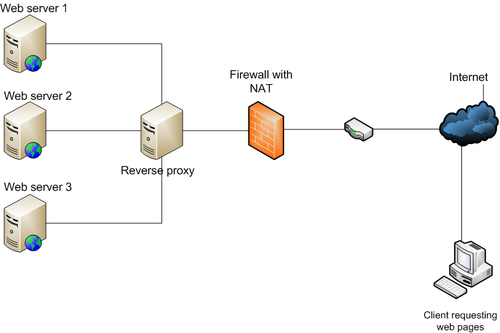 Web server 1
Web server 2
Web server 3
Reverse proxy
Firewall with
NAT
Internet
Client requesting
web pages